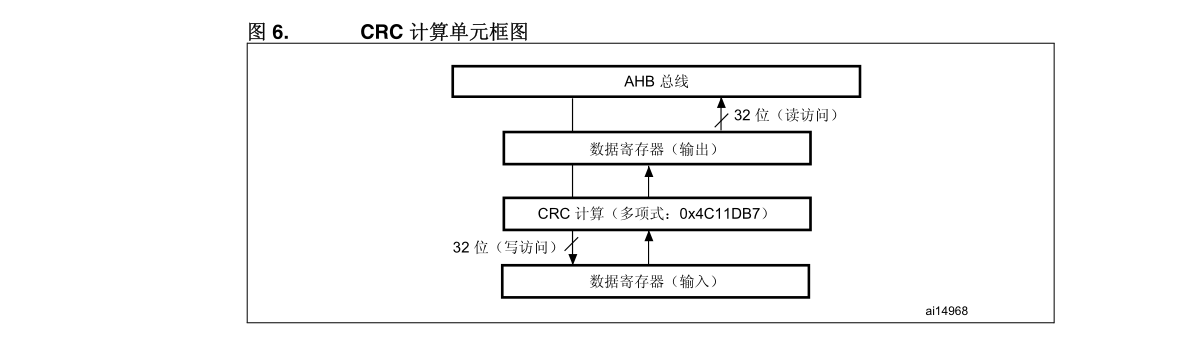 图 6. CRC 计算单元框图
AHB 总线
32 位（读访问）
数据寄存器（输出）
CRC 计算（多项式：0x4C11DB7）
32 位（写访问）
数据寄存器（输入）
ai14968